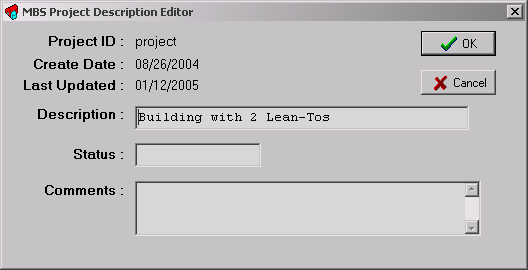 MBS Project Description Editor
Project ID : project
OK
Create Date : 08/26/2004
Last Updated : 01/12/2005
Cancel
Description : Building with 2 Lean-Tos
Status :
Comments :